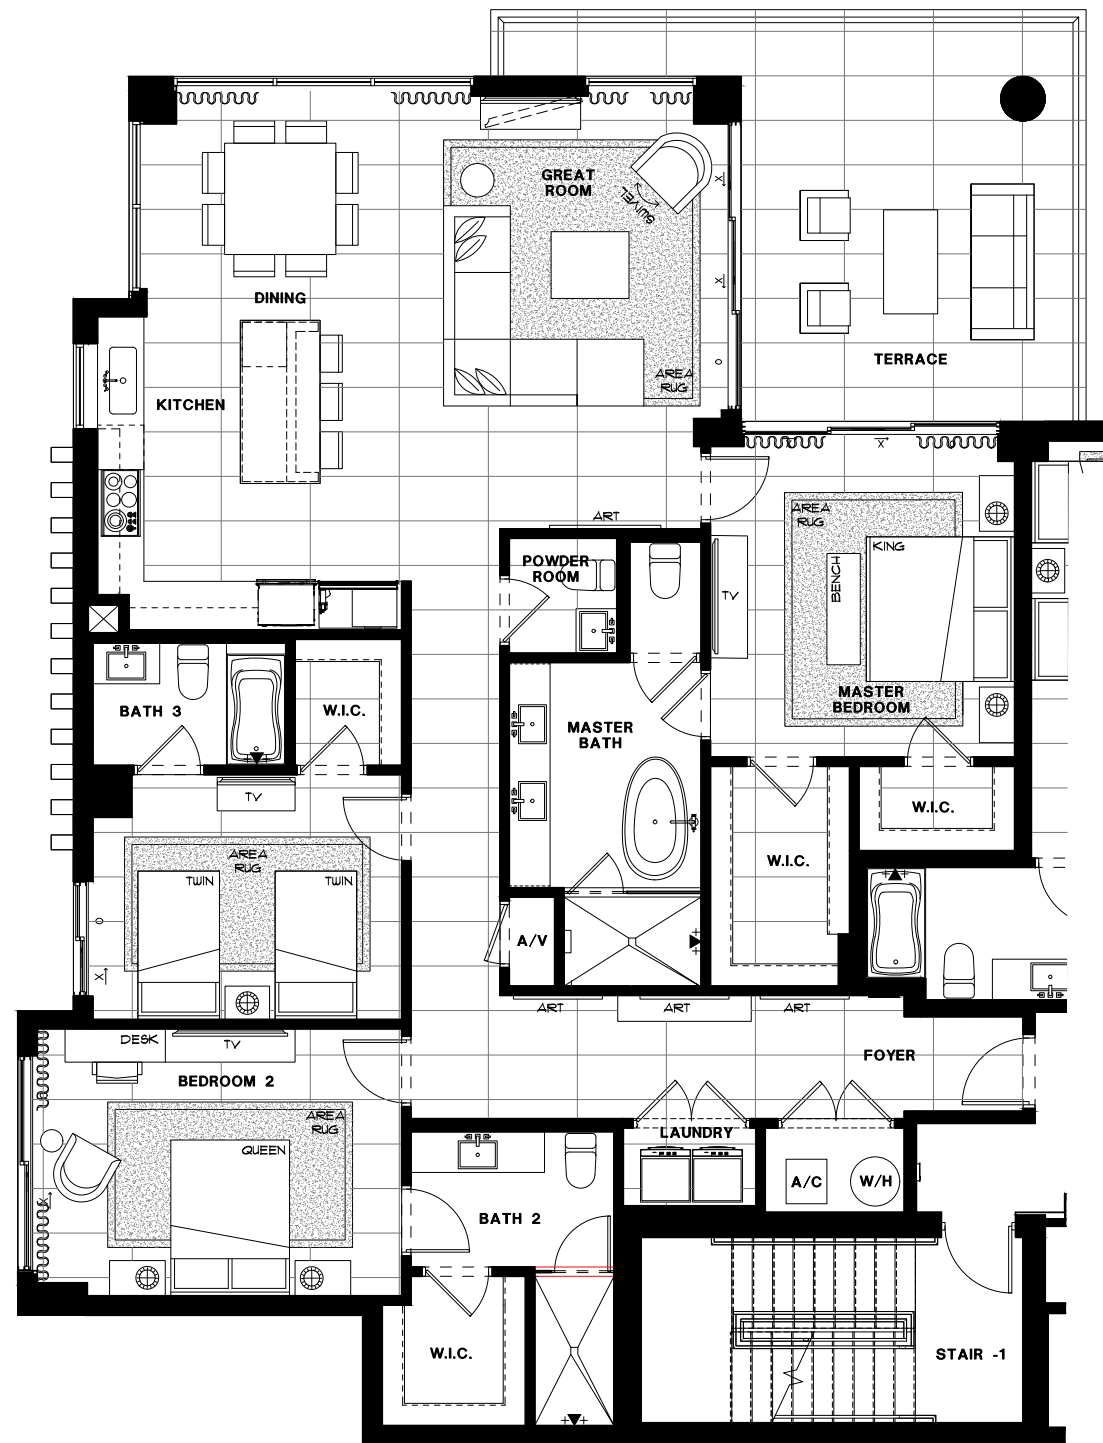 GREAT
ROOM
SWIVEL
X
DINING
X
TERRACE
O
AREA
RUG
KITCHEN
X
X
ART
AREA
RUG
KING
POWDER
ROOM
BENCH
TV
MASTER
BEDROOM
BATH 3
W.I.C.
MASTER
BATH
TV
W.I.C.
AREA
RUG
W.I.C.
TWIN
TWIN
O
A/V
X
ART
ART
ART
DESK
TV
FOYER
BEDROOM 2
AREA
RUG
LAUNDRY
QUEEN
A/C
W/H
X
BATH 2
W.I.C.
STAIR -1